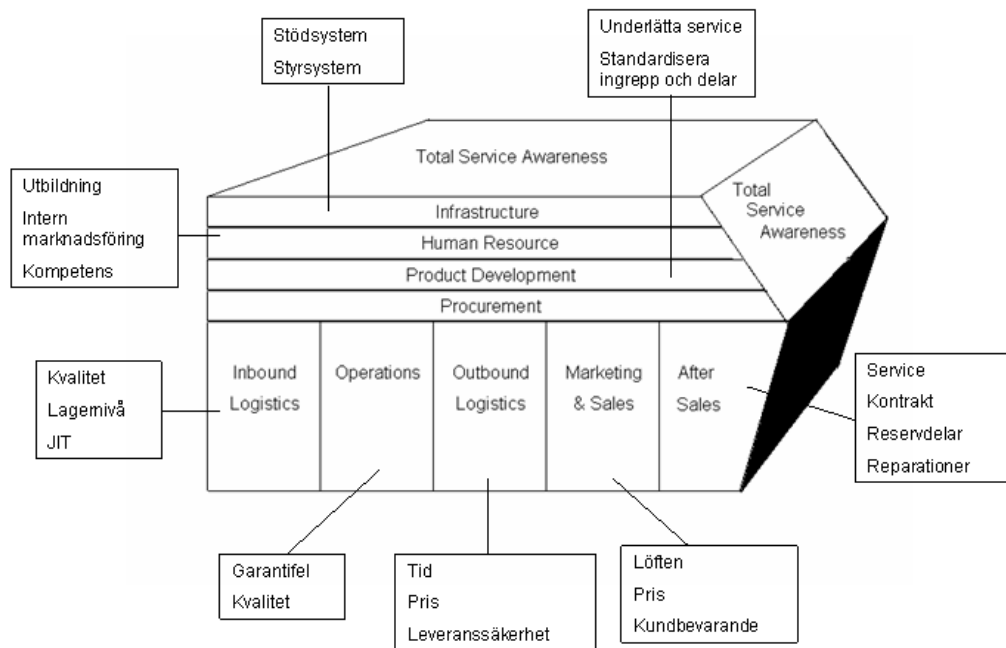 Stödsystem
Styrsystem
Underlätta service
Standardisera
ingrepp och delar
Total Service Awareness
Total
Service
Awareness
Utbildning
Intern
marknadsföring
Kompetens
Infrastructure
Human Resource
Product Development
Procurement
Kvalitet
Lagernivå
JIT
Inbound
Logistics
Operations
Outbound
Logistics
Marketing
& Sales
After
Sales
Service
Kontrakt
Reservdelar
Reparationer
Garantifel
Kvalitet
Tid
Pris
Leveranssäkerhet
Löften
Pris
Kundbevarande